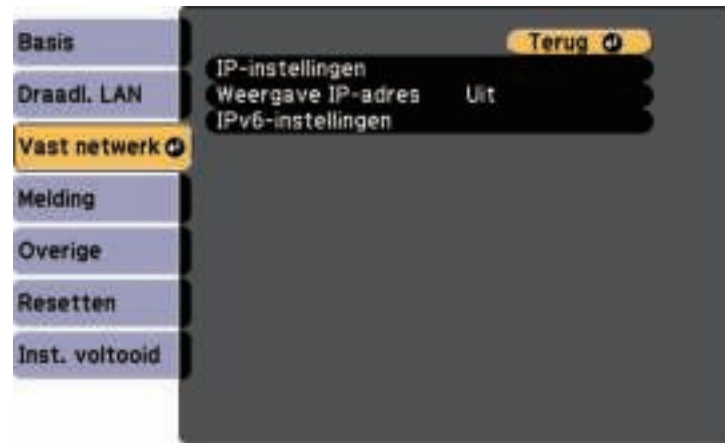 Basis
Draadl. LAN
Vast netwerk
Melding
Overige
Resetten
Inst. voltooid
Terug
IP-instellingen
Weergave IP-adres Uit
IPv6-instellingen